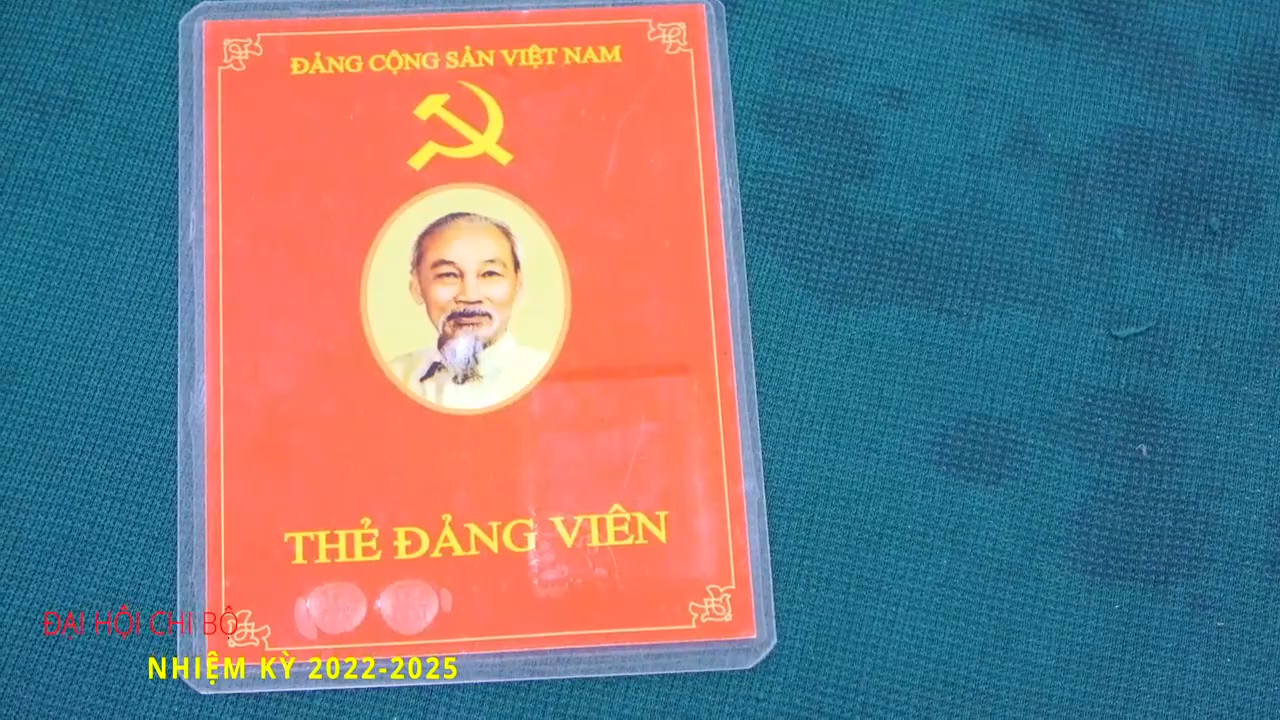 ĐẢNG CỘNG SẢN VIỆT NAM
THẺ ĐẢNG VIÊN
ĐẠI HỘI CHI BỘ
NHIỆM KỲ 2022-2025